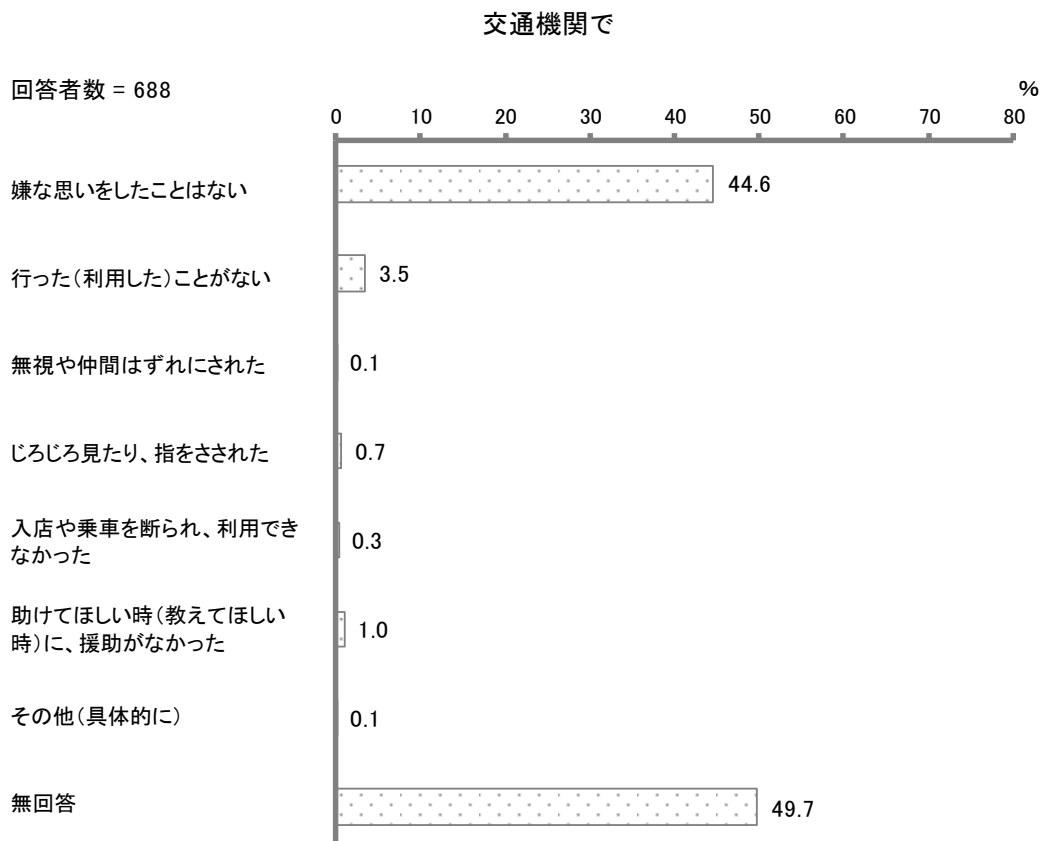 交通機関で
回答者数 = 688
%
0 10 20 30 40 50 60 70 80
嫌な思いをしたことはない 44.6
行った（利用した）ことがない 3.5
無視や仲間はずれにされた 0.1
じろじろ見たり、指をさされた 0.7
入店や乗車を断られ、利用でき
なかった 0.3
助けてほしい時（教えてほしい
時）に、援助がなかった 1.0
その他（具体的に） 0.1
無回答 49.7